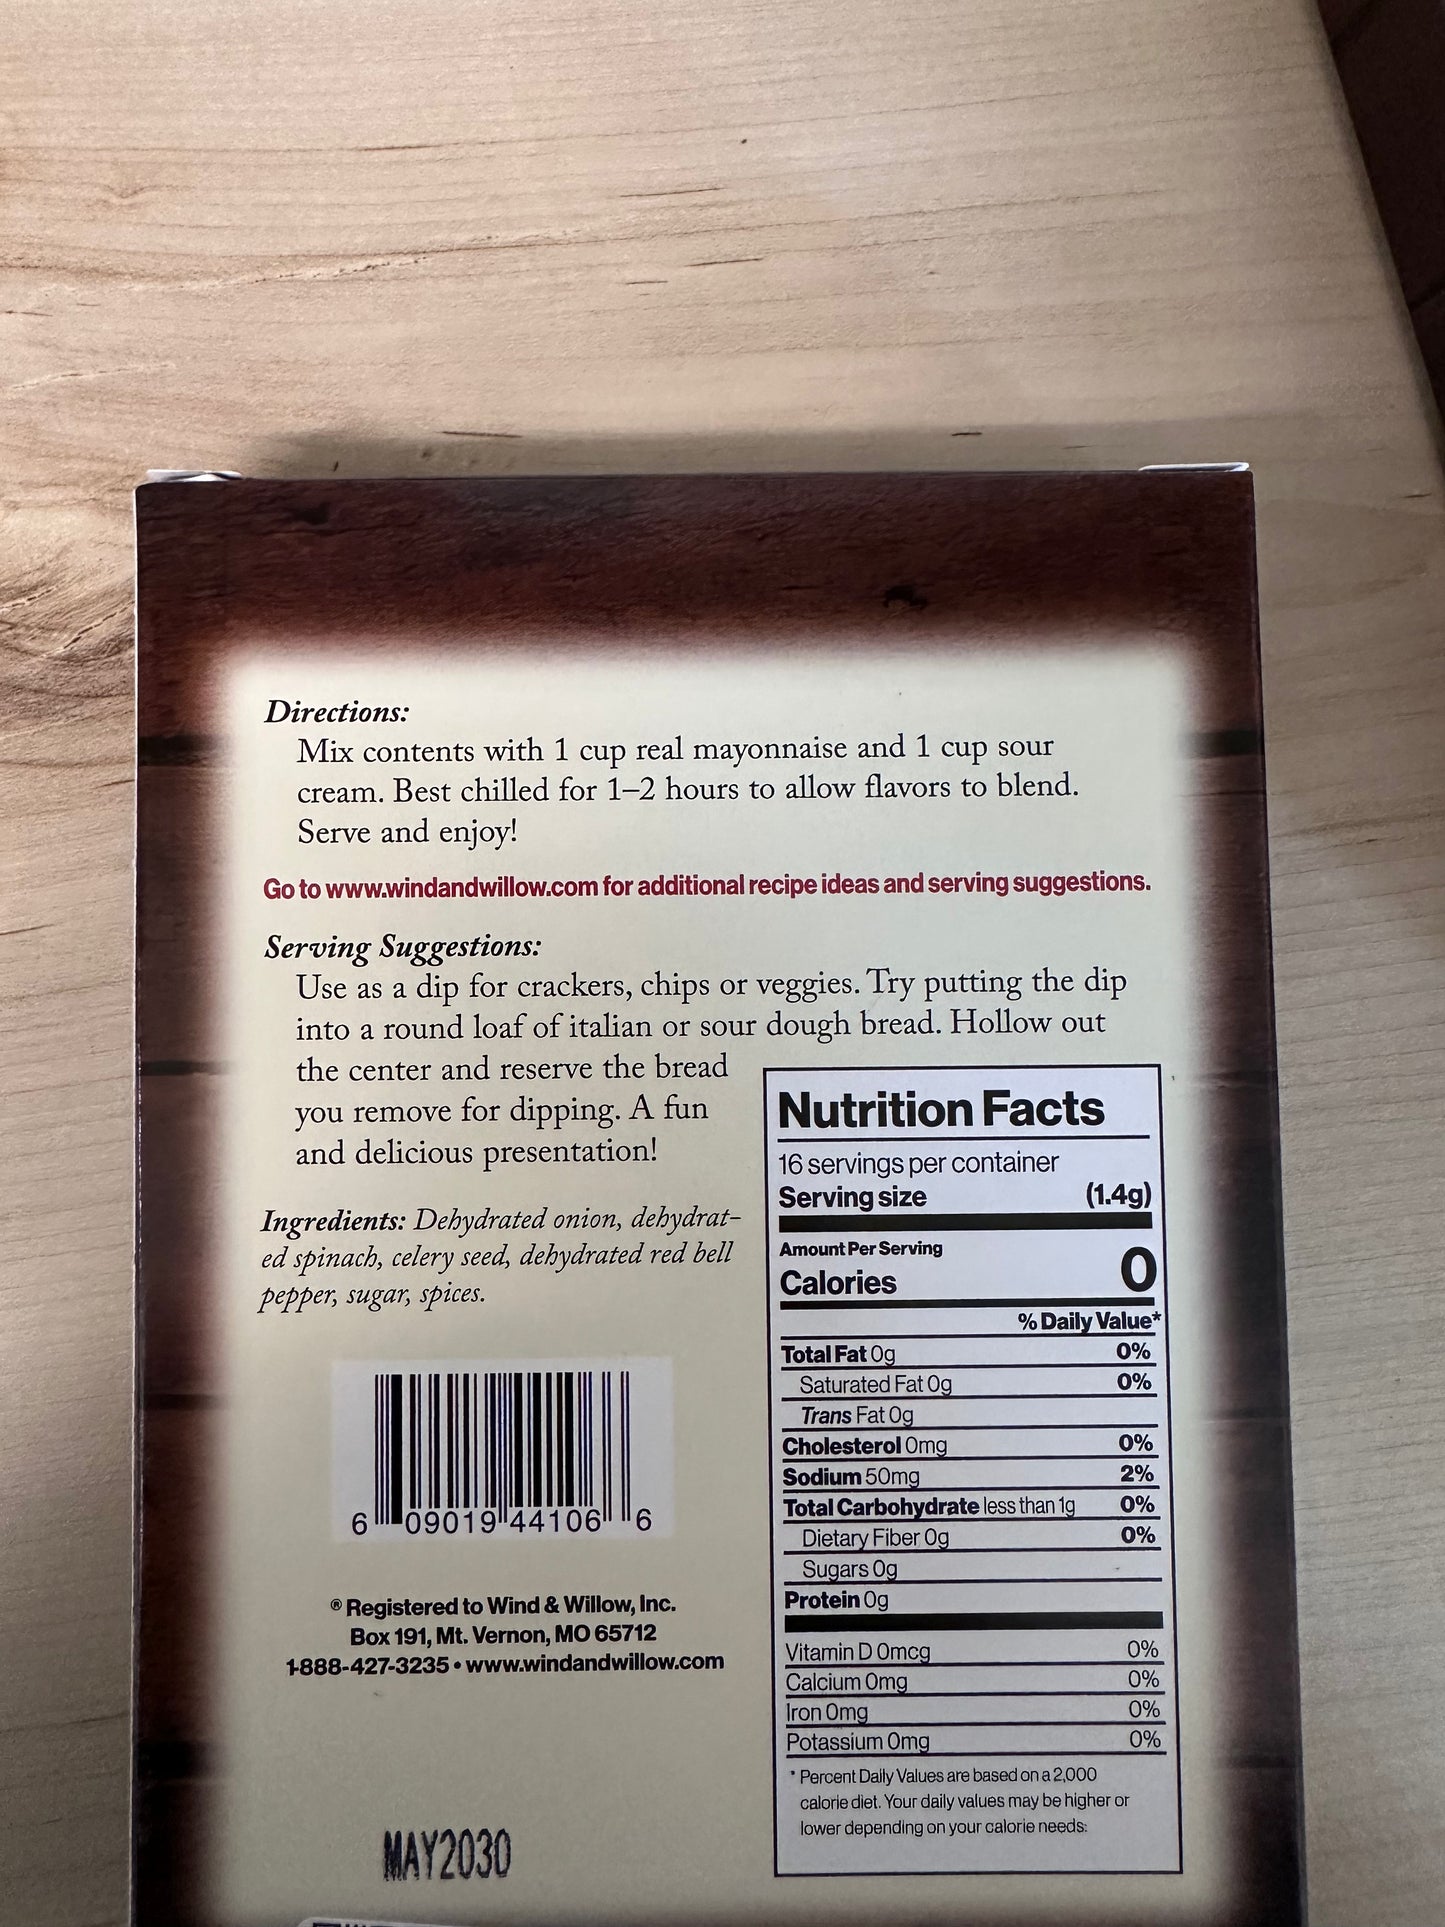 Directions:
Mix contents with 1 cup real mayonnaise and 1 cup sour
cream. Best chilled for 1–2 hours to allow flavors to blend.
Serve and enjoy!
Go to www.windandwillow.com for additional recipe ideas and serving suggestions.
Serving Suggestions:
Use as a dip for crackers, chips or veggies. Try putting the dip
into a round loaf of italian or sour dough bread. Hollow out
the center and reserve the bread
you remove for dipping. A fun
and delicious presentation!
Ingredients: Dehydrated onion, dehydrat-
ed spinach, celery seed, dehydrated red bell
pepper, sugar, spices.
6 09019 44106 6
® Registered to Wind & Willow, Inc.
Box 191, Mt. Vernon, MO 65712
1-888-427-3235 • www.windandwillow.com
MAY2030
Nutrition Facts
16 servings per container
Serving size (1.4g)
Amount Per Serving
Calories 0
% Daily Value*
Total Fat 0g 0%
Saturated Fat 0g 0%
Trans Fat 0g
Cholesterol 0mg 0%
Sodium 50mg 2%
Total Carbohydrate less than 1g 0%
Dietary Fiber 0g 0%
Sugars 0g
Protein 0g
Vitamin D 0mcg 0%
Calcium 0mg 0%
Iron 0mg 0%
Potassium 0mg 0%
* Percent Daily Values are based on a 2,000
calorie diet. Your daily values may be higher or
lower depending on your calorie needs: